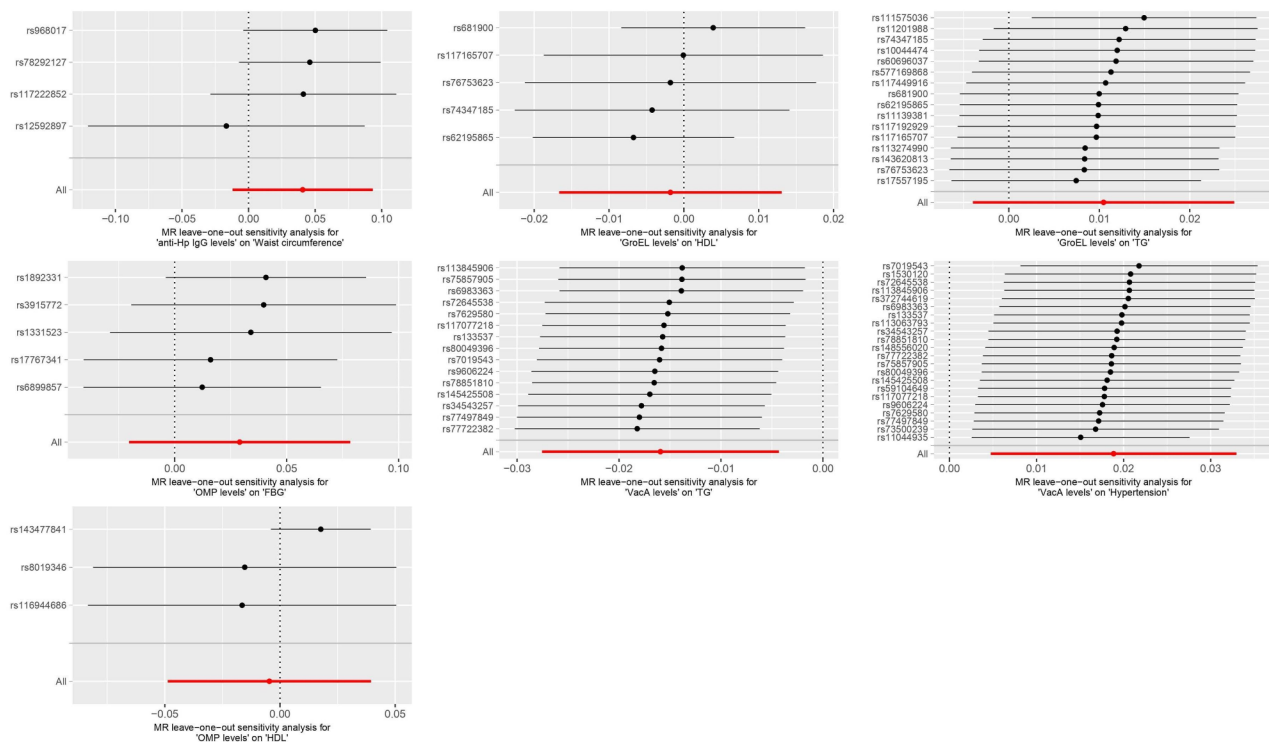 rs968017
rs78292127
rs117222852
rs12592897
All
−0.10 −0.05 0.00 0.05 0.10
MR leave−one−out sensitivity analysis for
'anti-Hp IgG levels' on 'Waist circumference'
rs681900
rs117165707
rs76753623
rs74347185
rs62195865
All
−0.02 −0.01 0.00 0.01 0.02
MR leave−one−out sensitivity analysis for
'GroEL levels' on 'HDL'
rs111575036
rs11201988
rs74347185
rs10044474
rs60696037
rs577169868
rs117449916
rs681900
rs62195865
rs11139381
rs117192929
rs117165707
rs113274990
rs143620813
rs76753623
rs17557195
All
0.00 0.01 0.02
MR leave−one−out sensitivity analysis for
'GroEL levels' on 'TG'
rs1892331
rs3915772
rs1331523
rs17767341
rs6899857
All
0.00 0.05 0.10
MR leave−one−out sensitivity analysis for
'OMP levels' on 'FBG'
rs113845906
rs75857905
rs6983363
rs72645538
rs7629580
rs117077218
rs133537
rs80049396
rs7019543
rs9606224
rs78851810
rs145425508
rs34543257
rs77497849
rs77722382
All
−0.03 −0.02 −0.01 0.00
MR leave−one−out sensitivity analysis for
'VacA levels' on 'TG'
rs7019543
rs1530120
rs72645538
rs113845906
rs372744619
rs6983363
rs133537
rs113063793
rs34543257
rs78851810
rs148556020
rs77722382
rs75857905
rs80049396
rs145425508
rs59104649
rs117077218
rs9606224
rs7629580
rs77497849
rs73500239
rs11044935
All
0.00 0.01 0.02 0.03
MR leave−one−out sensitivity analysis for
'VacA levels' on 'Hypertension'
rs143477841
rs8019346
rs116944686
All
−0.05 0.00 0.05
MR leave−one−out sensitivity analysis for
'OMP levels' on 'HDL'